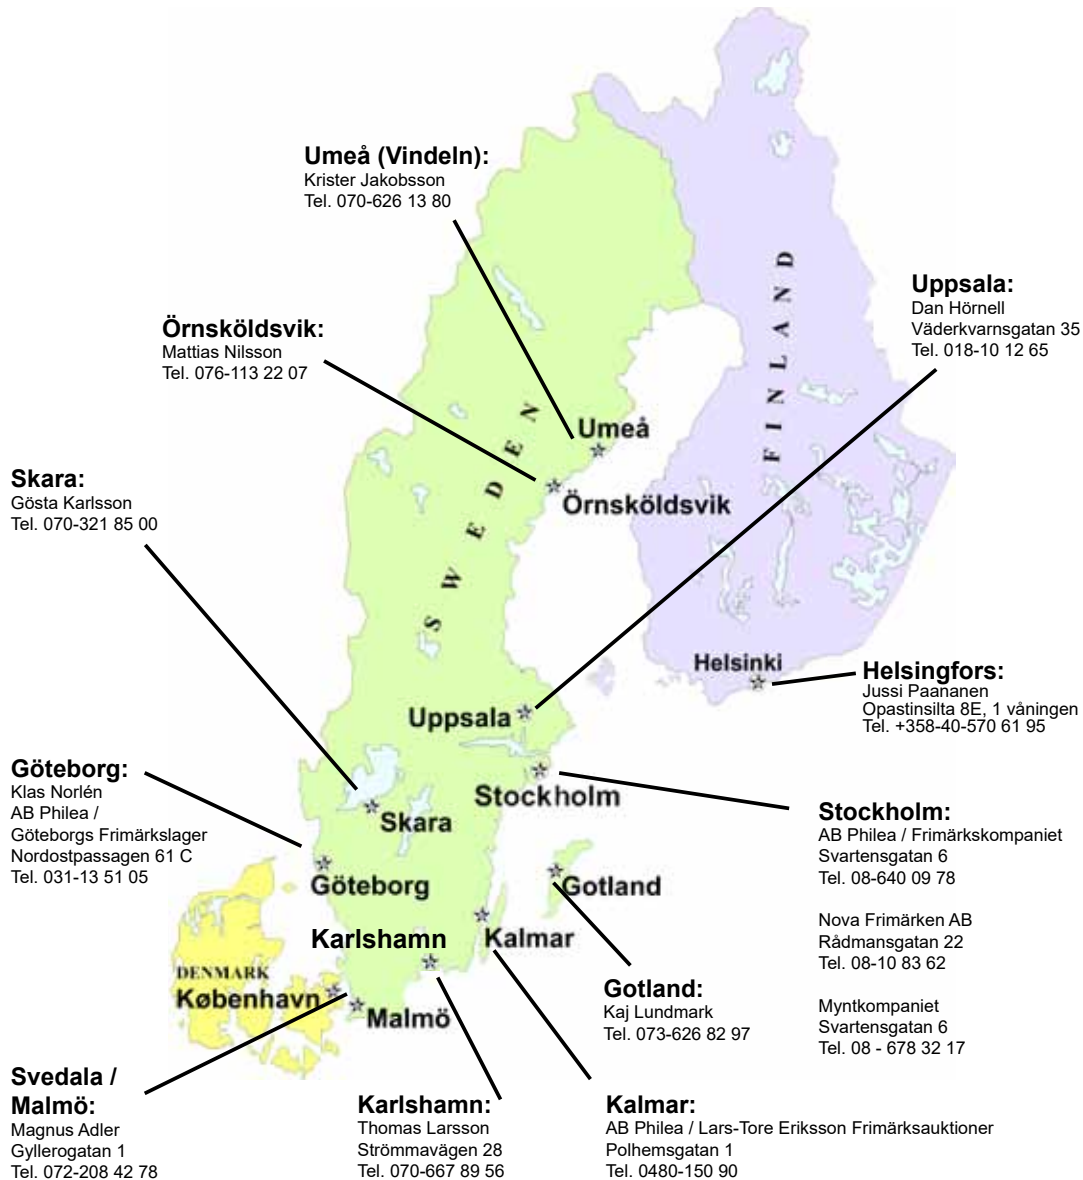 Umeå (Vindeln):
Krister Jakobsson
Tel. 070-626 13 80
Uppsala:
Dan Hörnell
Väderkvarnsgatan 35
Tel. 018-10 12 65
Örnsköldsvik:
Mattias Nilsson
Tel. 076-113 22 07
FINLAND
SWEDEN
Umeå
Örnsköldsvik
Skara:
Gösta Karlsson
Tel. 070-321 85 00
Helsinki
Helsingfors:
Jussi Paananen
Opastinsilta 8E, 1 våningen
Tel. +358-40-570 61 95
Uppsala
Stockholm
Skara
Göteborg:
Klas Norlén
AB Philea /
Göteborgs Frimärkslager
Nordostpassagen 61 C
Tel. 031-13 51 05
Stockholm:
AB Philea / Frimärkskompaniet
Svartensgatan 6
Tel. 08-640 09 78
Nova Frimärken AB
Rådmansgatan 22
Tel. 08-10 83 62
Myntkompaniet
Svartensgatan 6
Tel. 08 - 678 32 17
Göteborg
Gotland
Karlshamn
Kalmar
DENMARK
København
Malmö
Gotland:
Kaj Lundmark
Tel. 073-626 82 97
Svedala /
Malmö:
Magnus Adler
Gyllerogatan 1
Tel. 072-208 42 78
Karlshamn:
Thomas Larsson
Strömmavägen 28
Tel. 070-667 89 56
Kalmar:
AB Philea / Lars-Tore Eriksson Frimärksauktioner
Polhemsgatan 1
Tel. 0480-150 90